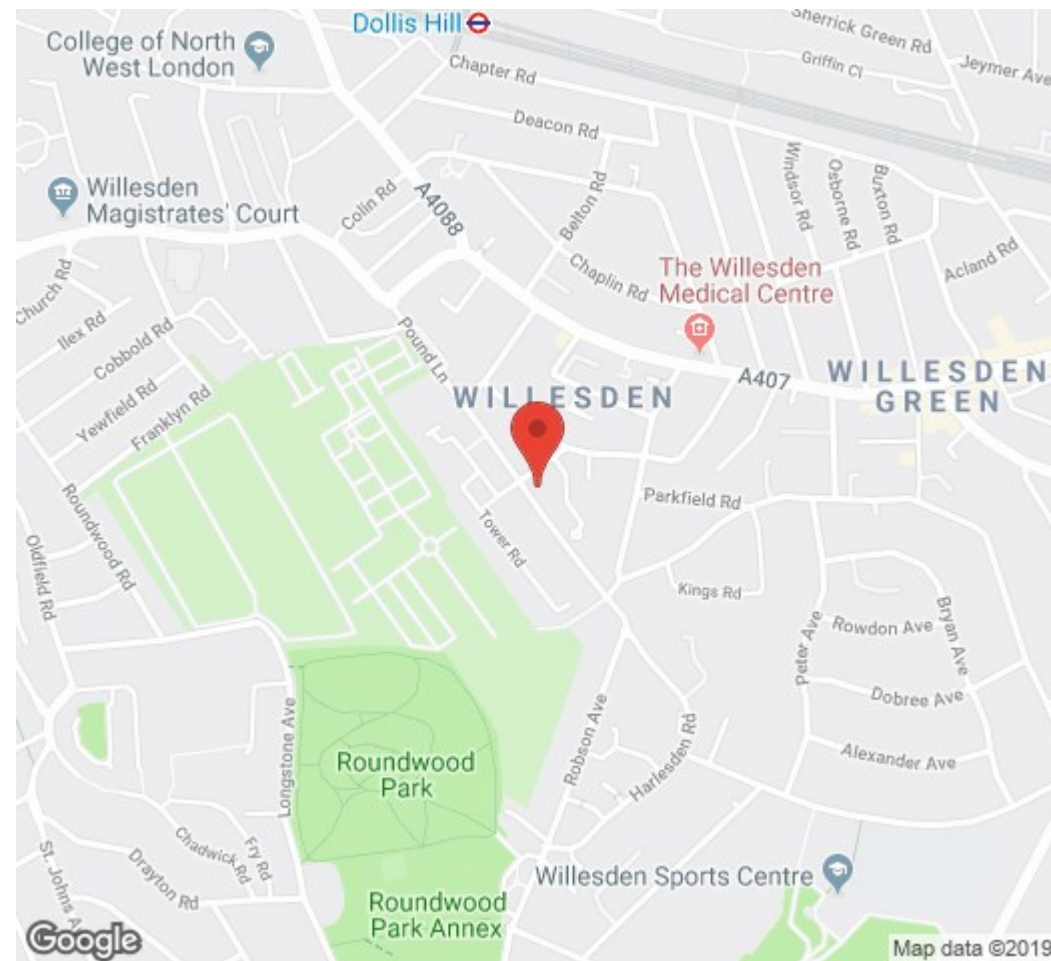 Dollis Hill
College of North
West London
Sherrick Green Rd
Griffin Cl
Jeymer Ave
Chapter Rd
Deacon Rd
Willesden
Magistrates' Court
Colin Rd
A4088
Belton Rd
Windsor Rd
Osborne Rd
Buxton Rd
Acland Rd
Chaplin Rd
The Willesden
Medical Centre
Church Rd
Ilex Rd
Cobbold Rd
Yewfield Rd
Franklyn Rd
Pound Ln
WILLESDEN
A407
WILLESDEN
GREEN
Roundwood Rd
Oldfield Rd
Tower Rd
Parkfield Rd
Kings Rd
Peter Ave
Rowdon Ave
Bryan Ave
Dobree Ave
Alexander Ave
Longstone Ave
Roundwood
Park
Robson Ave
Harlesden Rd
Chadwick Rd
Fry Rd
Drayton Rd
St. Johns A
Willesden Sports Centre
Roundwood
Park Annex
Google
Map data ©2019